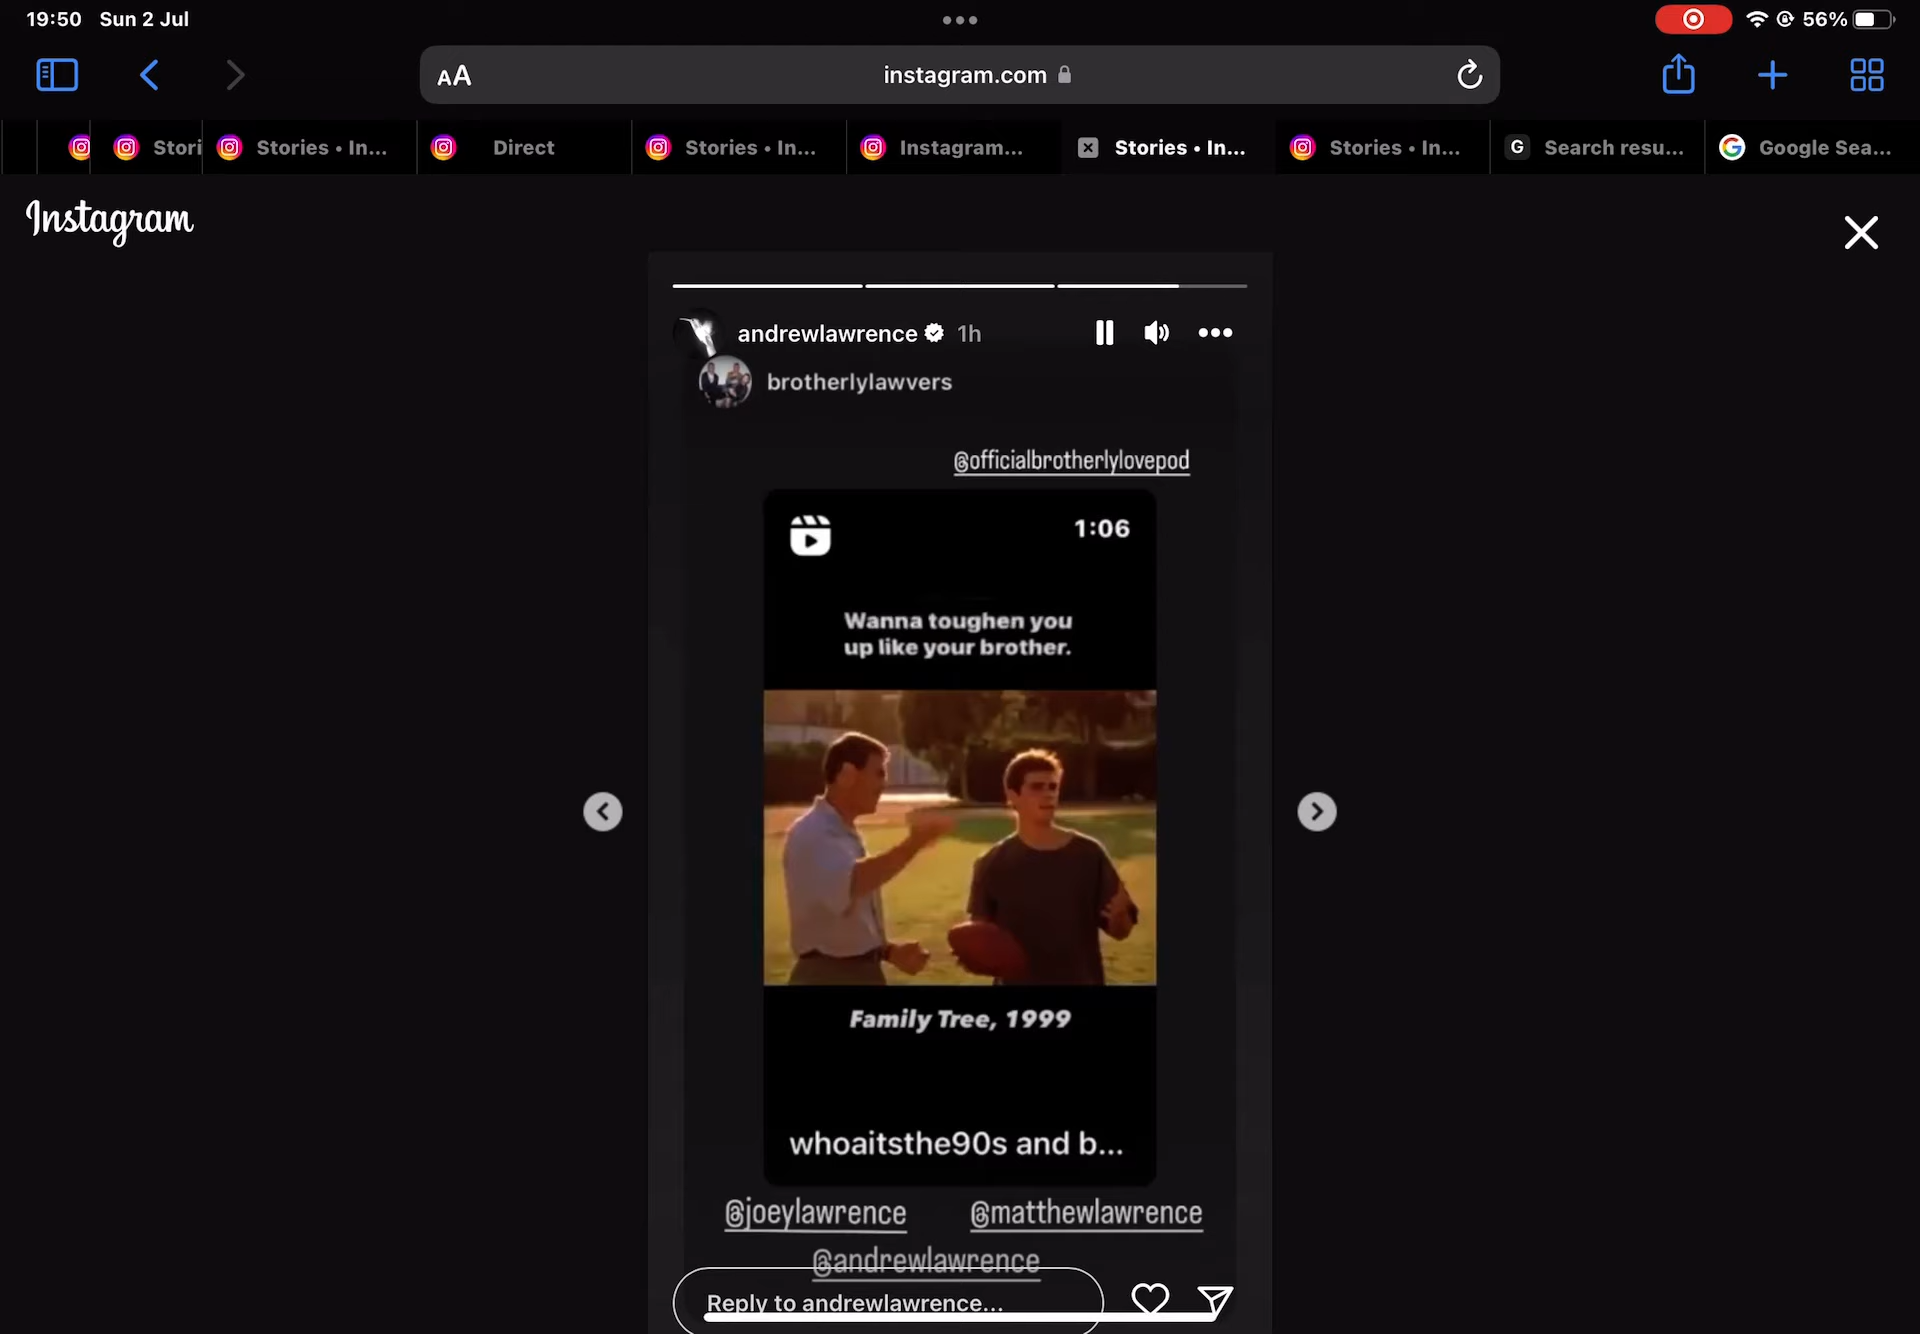 19:50 Sun 2 Jul
56%
AA
instagram.com
Stori
Stories • In...
Direct
Stories • In...
Instagram...
Stories • In...
Stories • In...
G
Search resu...
Google Sea...
Instagram
andrewlawrence 1h
brotherlylawvers
@officialbrotherlylovepod
1:06
Wanna toughen you
up like your brother.
Family Tree, 1999
whoaitsthe90s and b...
@joeylawrence
@matthewlawrence
@andrewlawrence
Reply to andrewlawrence...